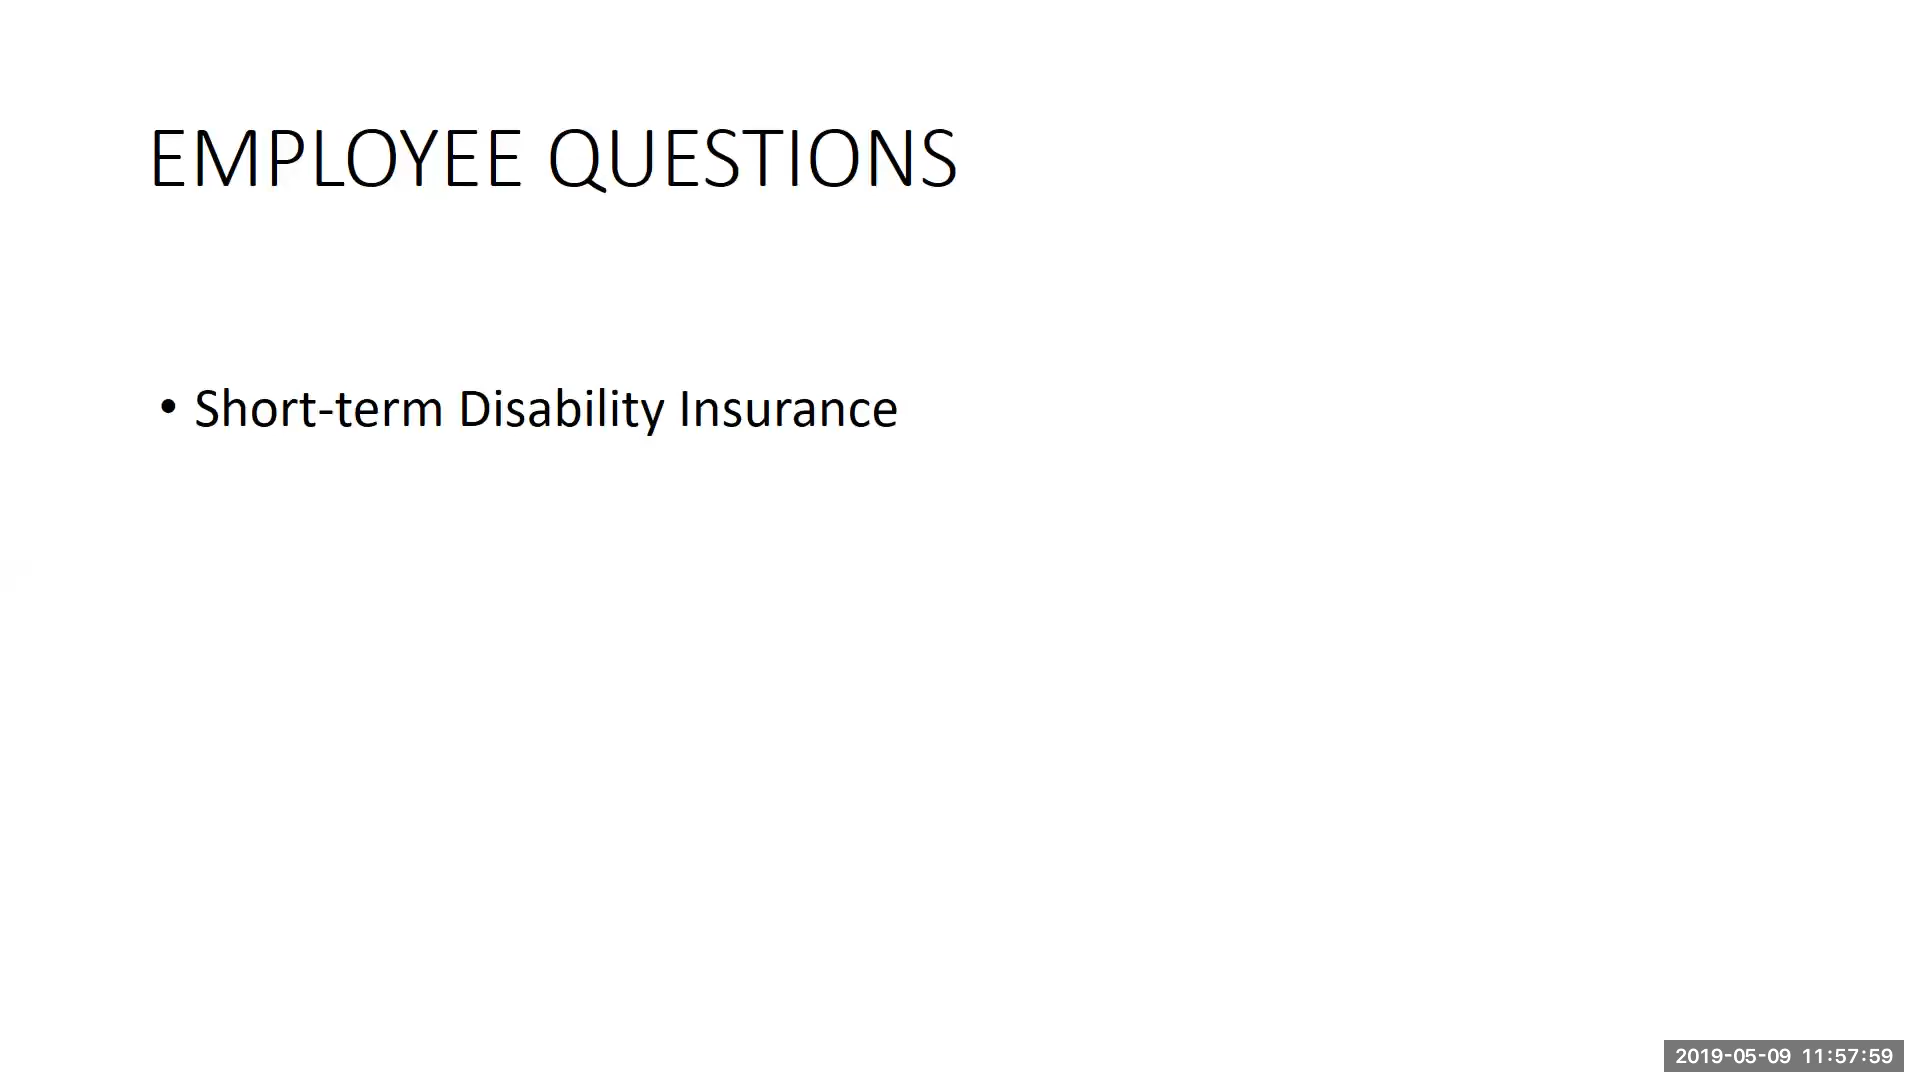 EMPLOYEE QUESTIONS
• Short-term Disability Insurance
2019-05-09 11:57:59